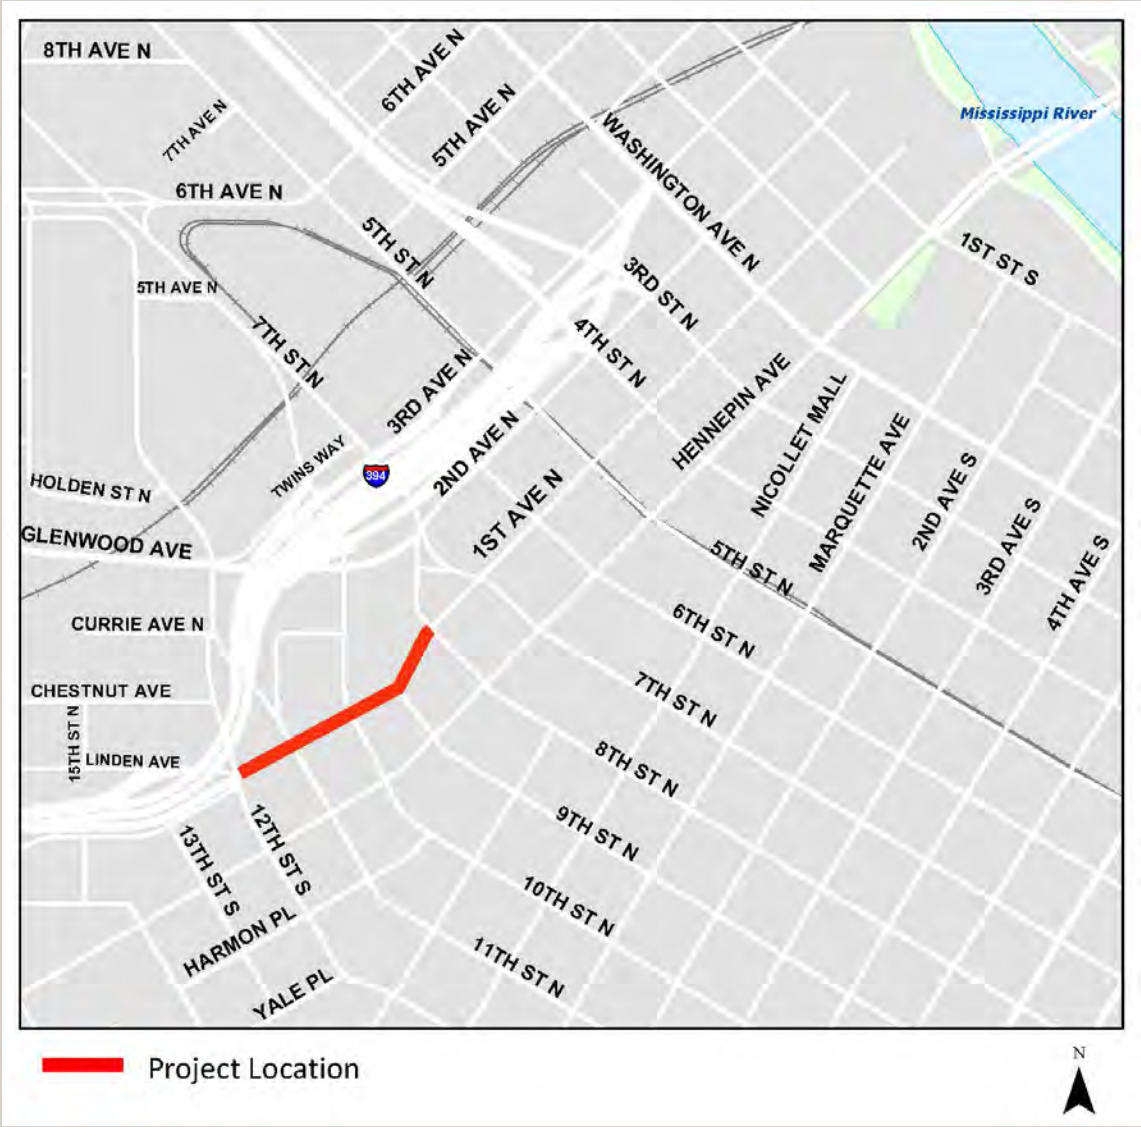 8TH AVE N
6TH AVE N
5TH AVE N
7TH AVE N
WASHINGTON AVE N
Mississippi River
6TH AVE N
5TH ST N
1ST ST S
5TH AVE N
3RD ST N
7TH ST N
4TH ST N
3RD AVE N
HENNEPIN AVE
NICOLLET MALL
MARQUETTE AVE
2ND AVE S
3RD AVE S
4TH AVE S
TWINS WAY
394
2ND AVE N
1ST AVE N
HOLDEN ST N
GLENWOOD AVE
5TH ST N
CURRIE AVE N
6TH ST N
CHESTNUT AVE
7TH ST N
15TH ST N
LINDEN AVE
8TH ST N
12TH ST S
13TH ST S
9TH ST N
10TH ST N
HARMON PL
11TH ST N
YALE PL
Project Location
N